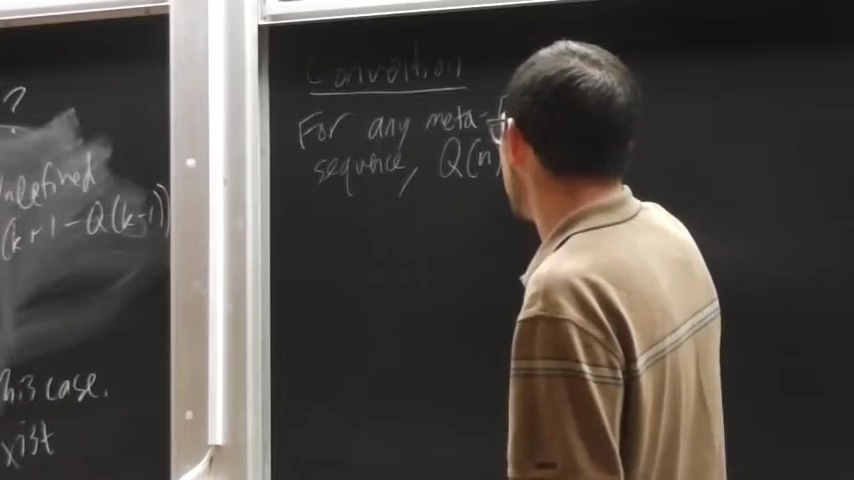 ?
undefined
(k+1-Q(k-1))
this case.
xist
Convention
For any meta-
sequence, Q(n)